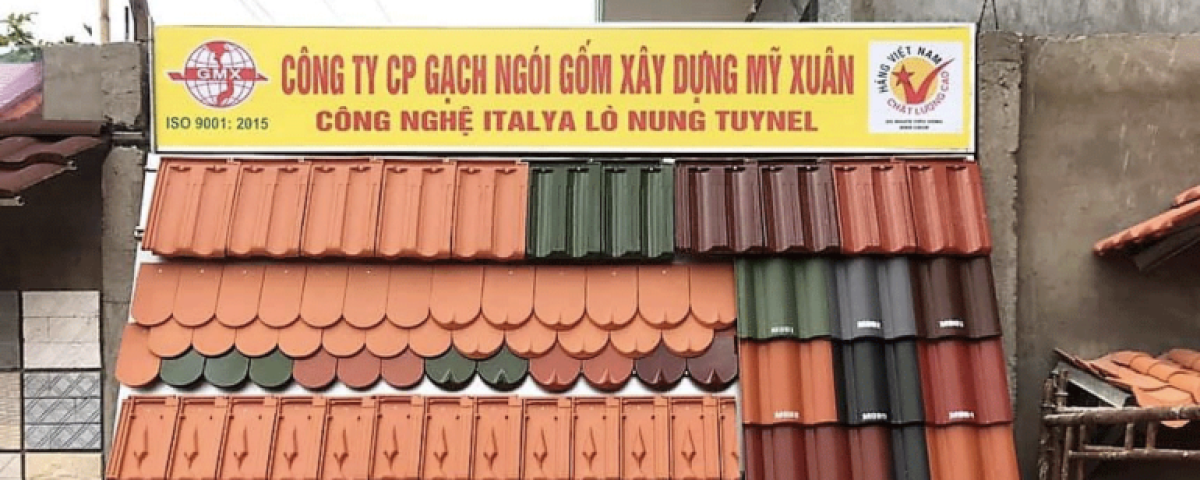 GMX
ISO 9001: 2015
CÔNG TY CP GẠCH NGÓI GỐM XÂY DỰNG MỸ XUÂN
CÔNG NGHỆ ITALYA LÒ NUNG TUYNEL
HÀNG VIỆT NAM
CHẤT LƯỢNG CAO